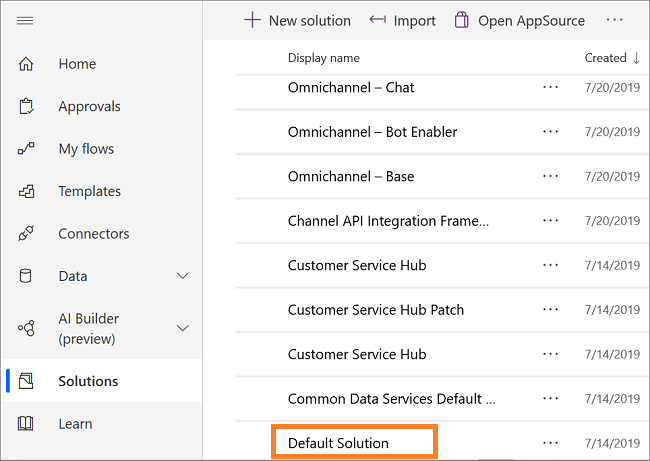 New solution Import Open AppSource ...
Display name Created ↓
Home
Approvals
My flows
Templates
Connectors
Data
AI Builder
(preview)
Solutions
Learn
Omnichannel – Chat ... 7/20/2019
Omnichannel – Bot Enabler ... 7/20/2019
Omnichannel – Base ... 7/20/2019
Channel API Integration Frame... ... 7/20/2019
Customer Service Hub ... 7/14/2019
Customer Service Hub Patch ... 7/14/2019
Customer Service Hub ... 7/14/2019
Common Data Services Default ... ... 7/14/2019
Default Solution ... 7/14/2019